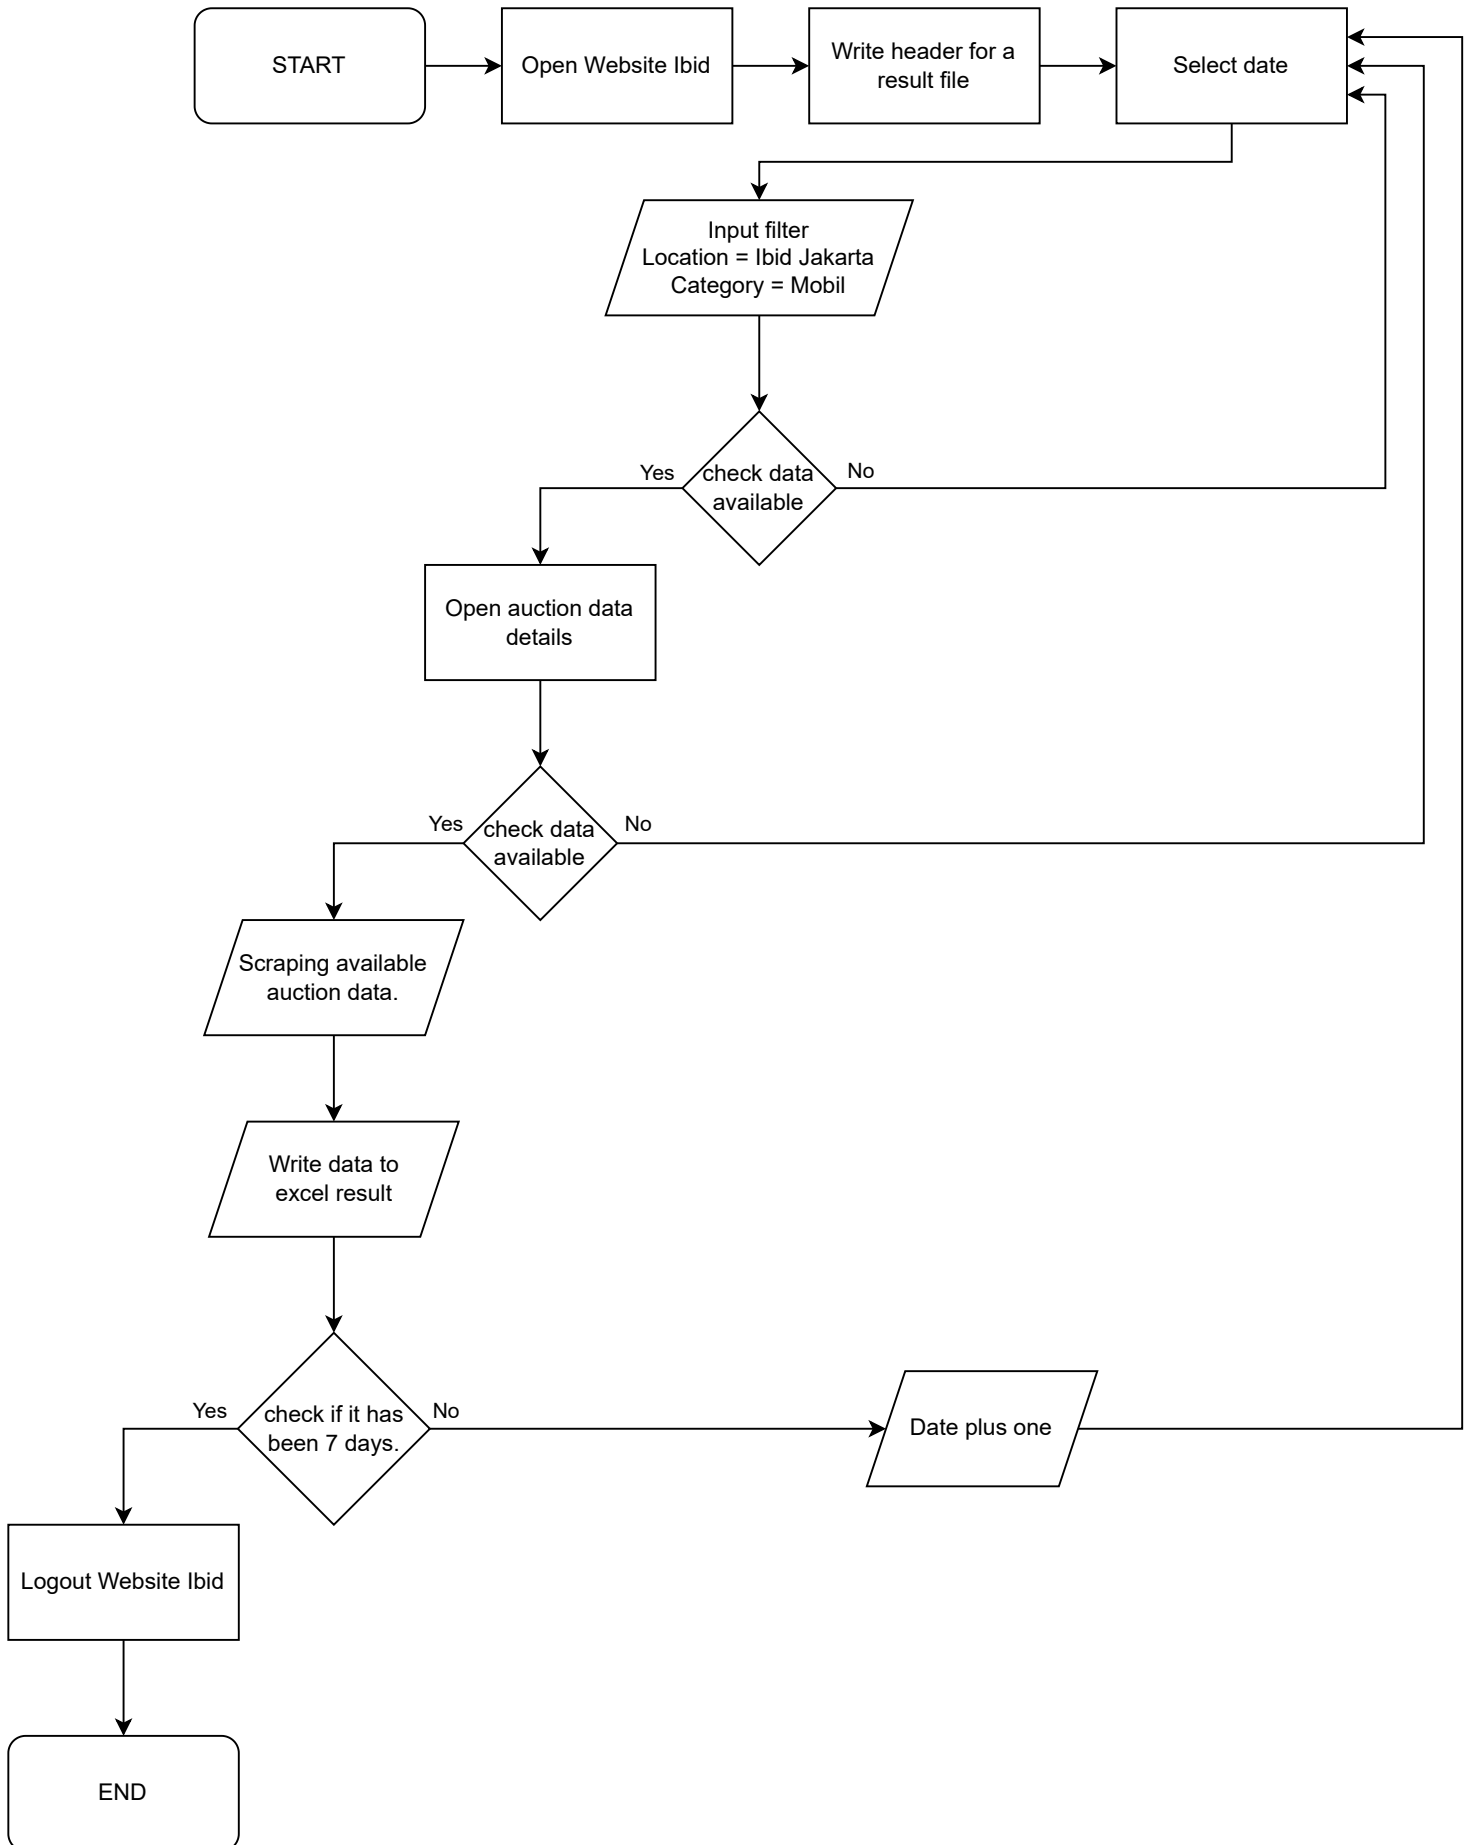 START
Open Website Ibid
Write header for a
result file
Select date
Input filter
Location = Ibid Jakarta
Category = Mobil
Yes
check data
available
No
Open auction data
details
Yes
check data
available
No
Scraping available
auction data.
Write data to
excel result
Yes
check if it has
been 7 days.
No
Date plus one
Logout Website Ibid
END